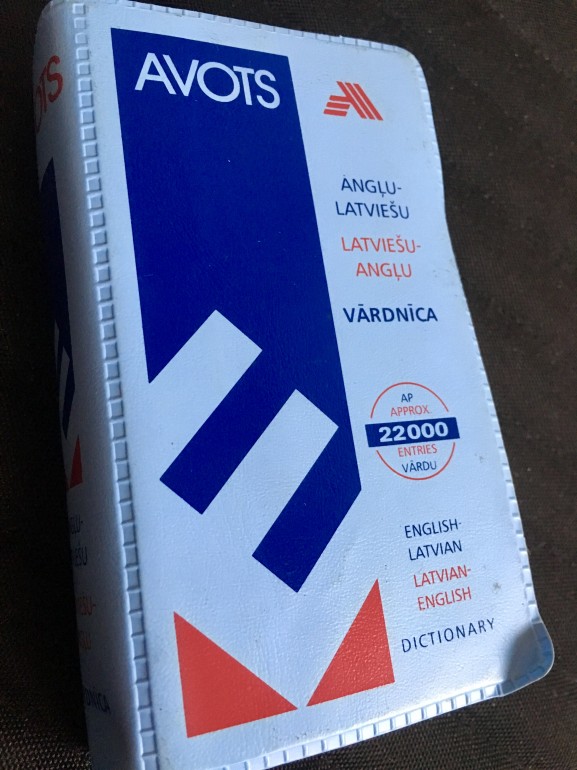 AVOTS
ANGĻU-
LATVIEŠU
LATVIEŠU-
ANGĻU
VĀRDNĪCA
AP
APPROX.
22000
ENTRIES
VĀRDU
ENGLISH-
LATVIAN
LATVIAN-
ENGLISH
DICTIONARY